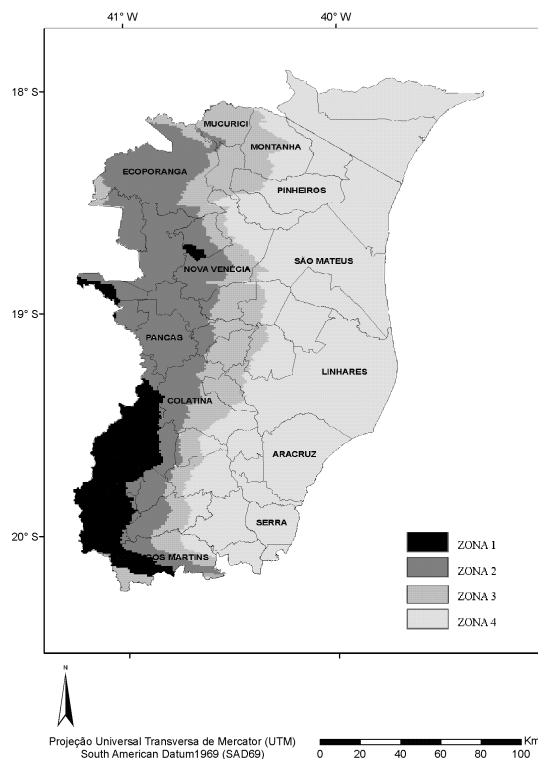 41° W 40° W
18° S
MUCURICI
MONTANHA
ECOPORANGA
PINHEIROS
SÃO MATEUS
NOVA VENÉCIA
19° S
PANCAS
LINHARES
COLATINA
ARACRUZ
SERRA
20° S
GOS MARTINS
ZONA 1
ZONA 2
ZONA 3
ZONA 4
N
Projeção Universal Transversa de Mercator (UTM)
South American Datum1969 (SAD69)
Km
0 20 40 60 80 100